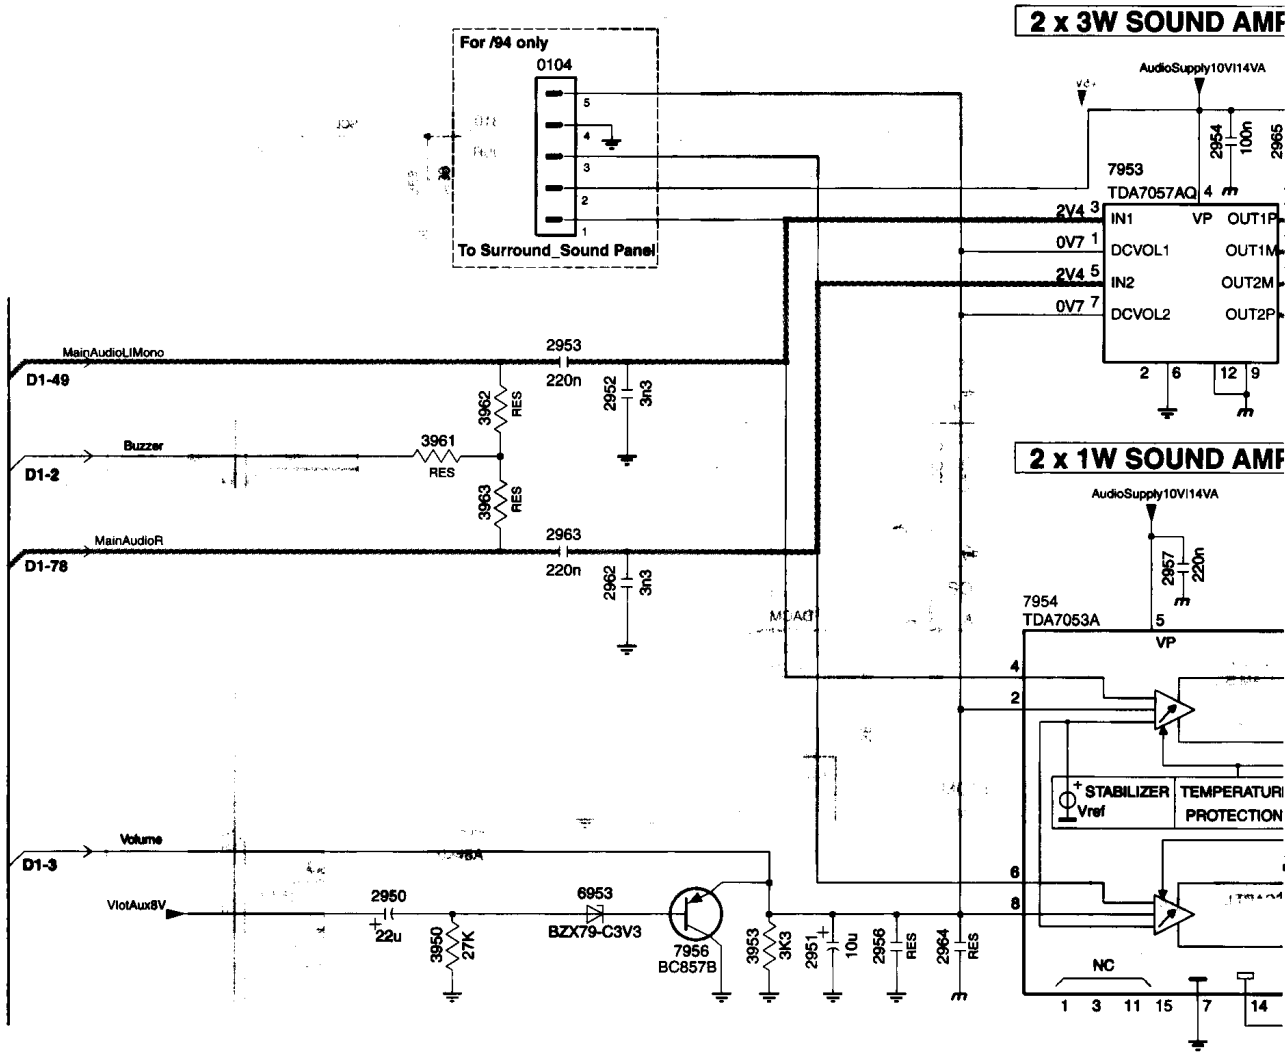 2 x 3W SOUND AMP
For /94 only
0104
AudioSupply10V|14VA
5
4
3
2
1
To Surround_Sound Panel
2954
100n
2965
7953
TDA7057AQ
4
2V4 3
IN1
VP
OUT1P
0V7 1
DCVOL1
OUT1M
2V4 5
IN2
OUT2M
0V7 7
DCVOL2
OUT2P
2
6
12
9
MainAudioL|Mono
D1-49
2953
220n
2952
3n3
3962
RES
Buzzer
D1-2
3961
RES
3963
RES
MainAudioR
D1-78
2963
220n
2962
3n3
2 x 1W SOUND AMP
AudioSupply10V|14VA
2957
220n
7954
TDA7053A
5
VP
4
2
+
STABILIZER
Vref
TEMPERATUR
PROTECTION
6
8
Volume
D1-3
VlotAux8V
2950
+
22u
3950
27K
6953
BZX79-C3V3
7956
BC857B
3953
3K3
2951
+
10u
2956
RES
2964
RES
NC
1
3
11
15
7
14